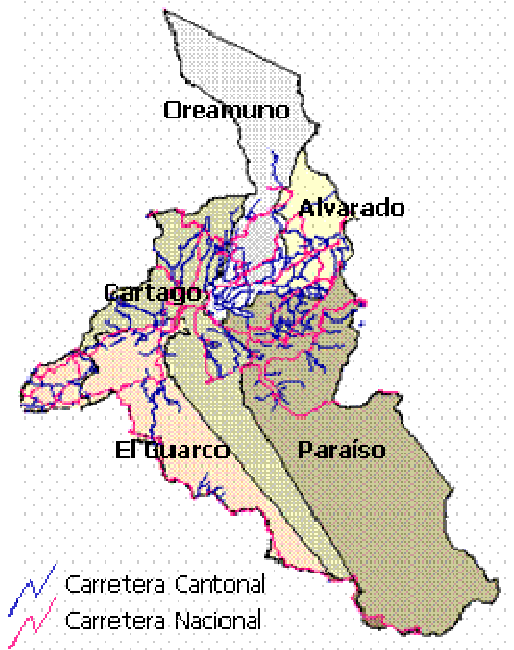 Oreamuno
Alvarado
Cartago
El Guarco
Paraíso
Carretera Cantonal
Carretera Nacional